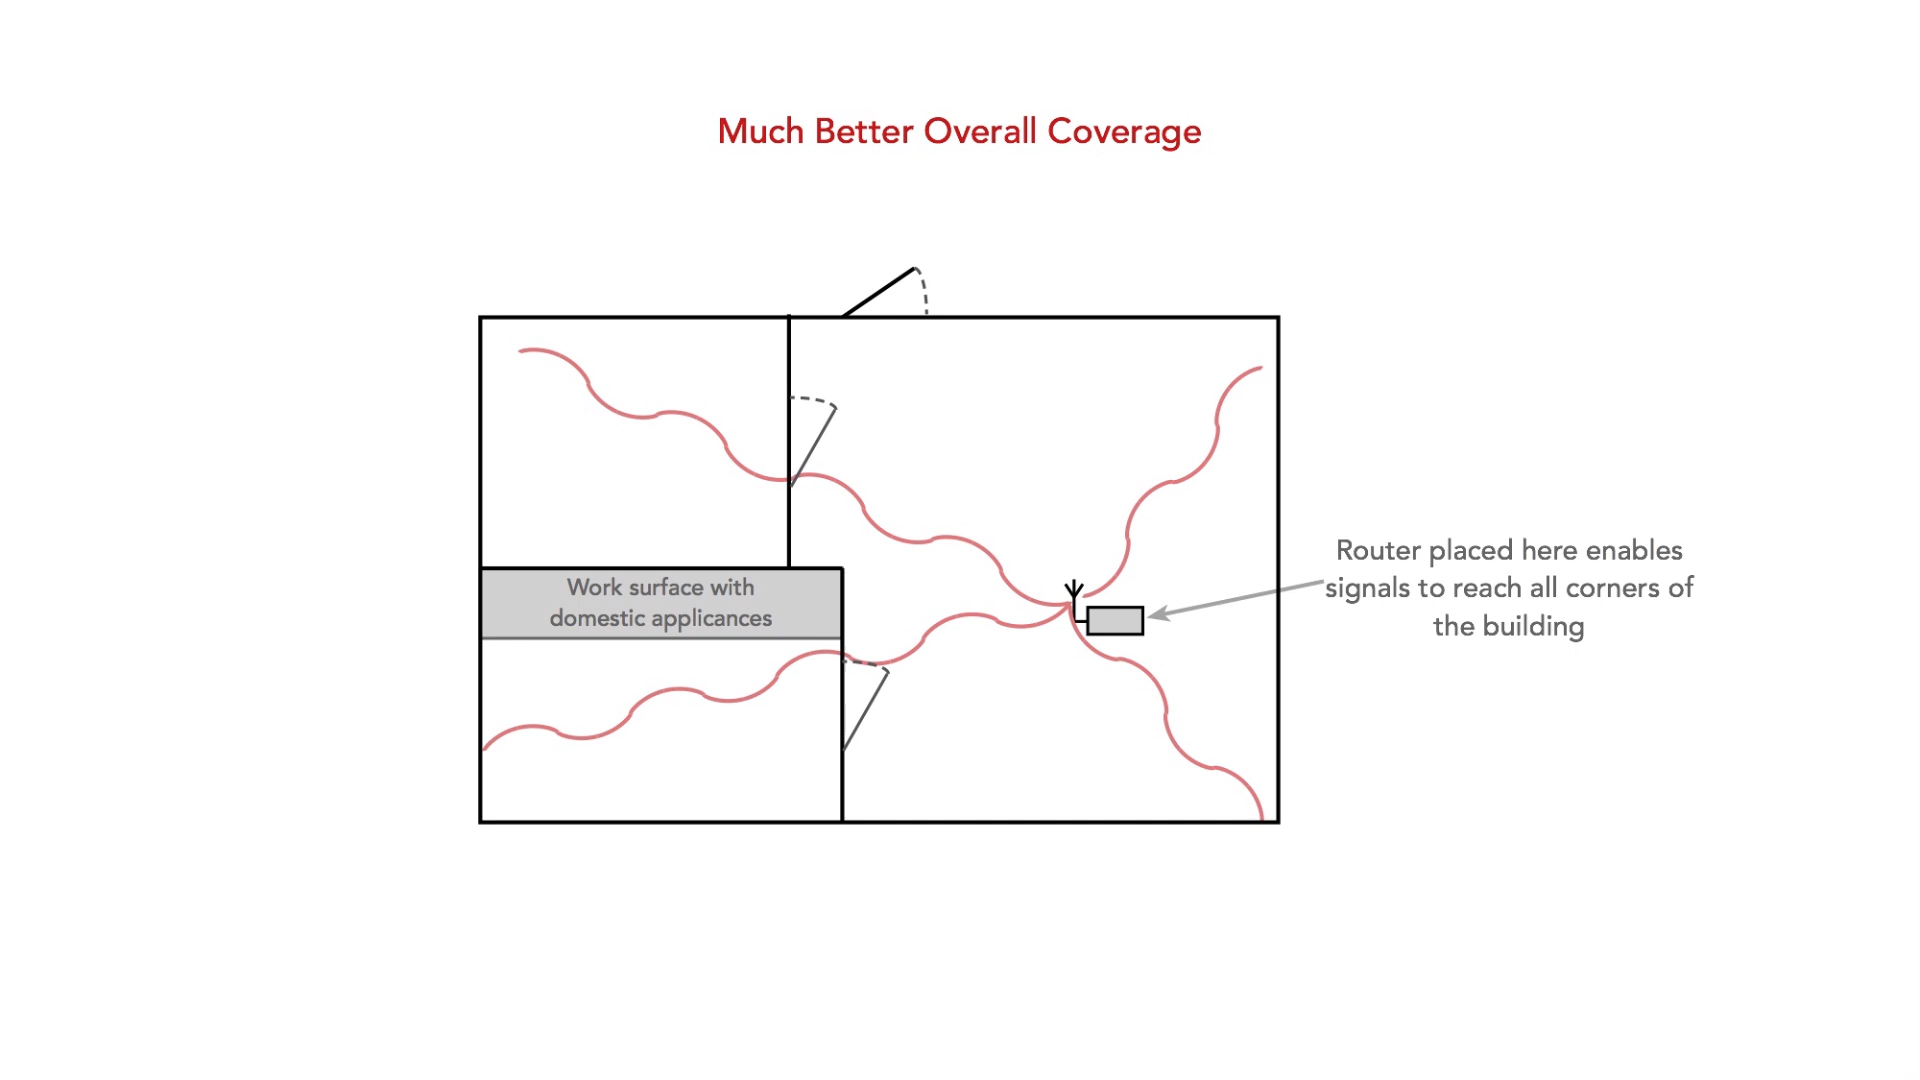 Much Better Overall Coverage
Work surface with
domestic applicances
Router placed here enables
signals to reach all corners of
the building